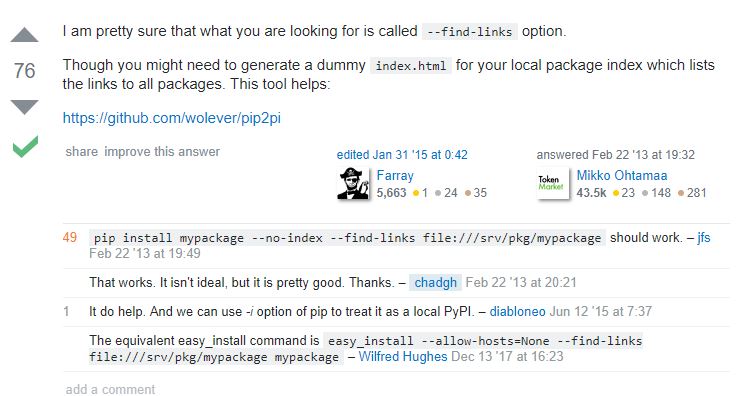 I am pretty sure that what you are looking for is called --find-links option.
76
Though you might need to generate a dummy index.html for your local package index which lists
the links to all packages. This tool helps:
https://github.com/wolever/pip2pi
share improve this answer
edited Jan 31 '15 at 0:42
Farray
5,663 1 24 35
answered Feb 22 '13 at 19:32
Token
Market
Mikko Ohtamaa
43.5k 23 148 281
49 pip install mypackage --no-index --find-links file:///srv/pkg/mypackage should work. – jfs
Feb 22 '13 at 19:49
That works. It isn't ideal, but it is pretty good. Thanks. – chadgh Feb 22 '13 at 20:21
1 It do help. And we can use -i option of pip to treat it as a local PyPI. – diabloneo Jun 12 '15 at 7:37
The equivalent easy_install command is easy_install --allow-hosts=None --find-links
file:///srv/pkg/mypackage mypackage – Wilfred Hughes Dec 13 '17 at 16:23
add a comment